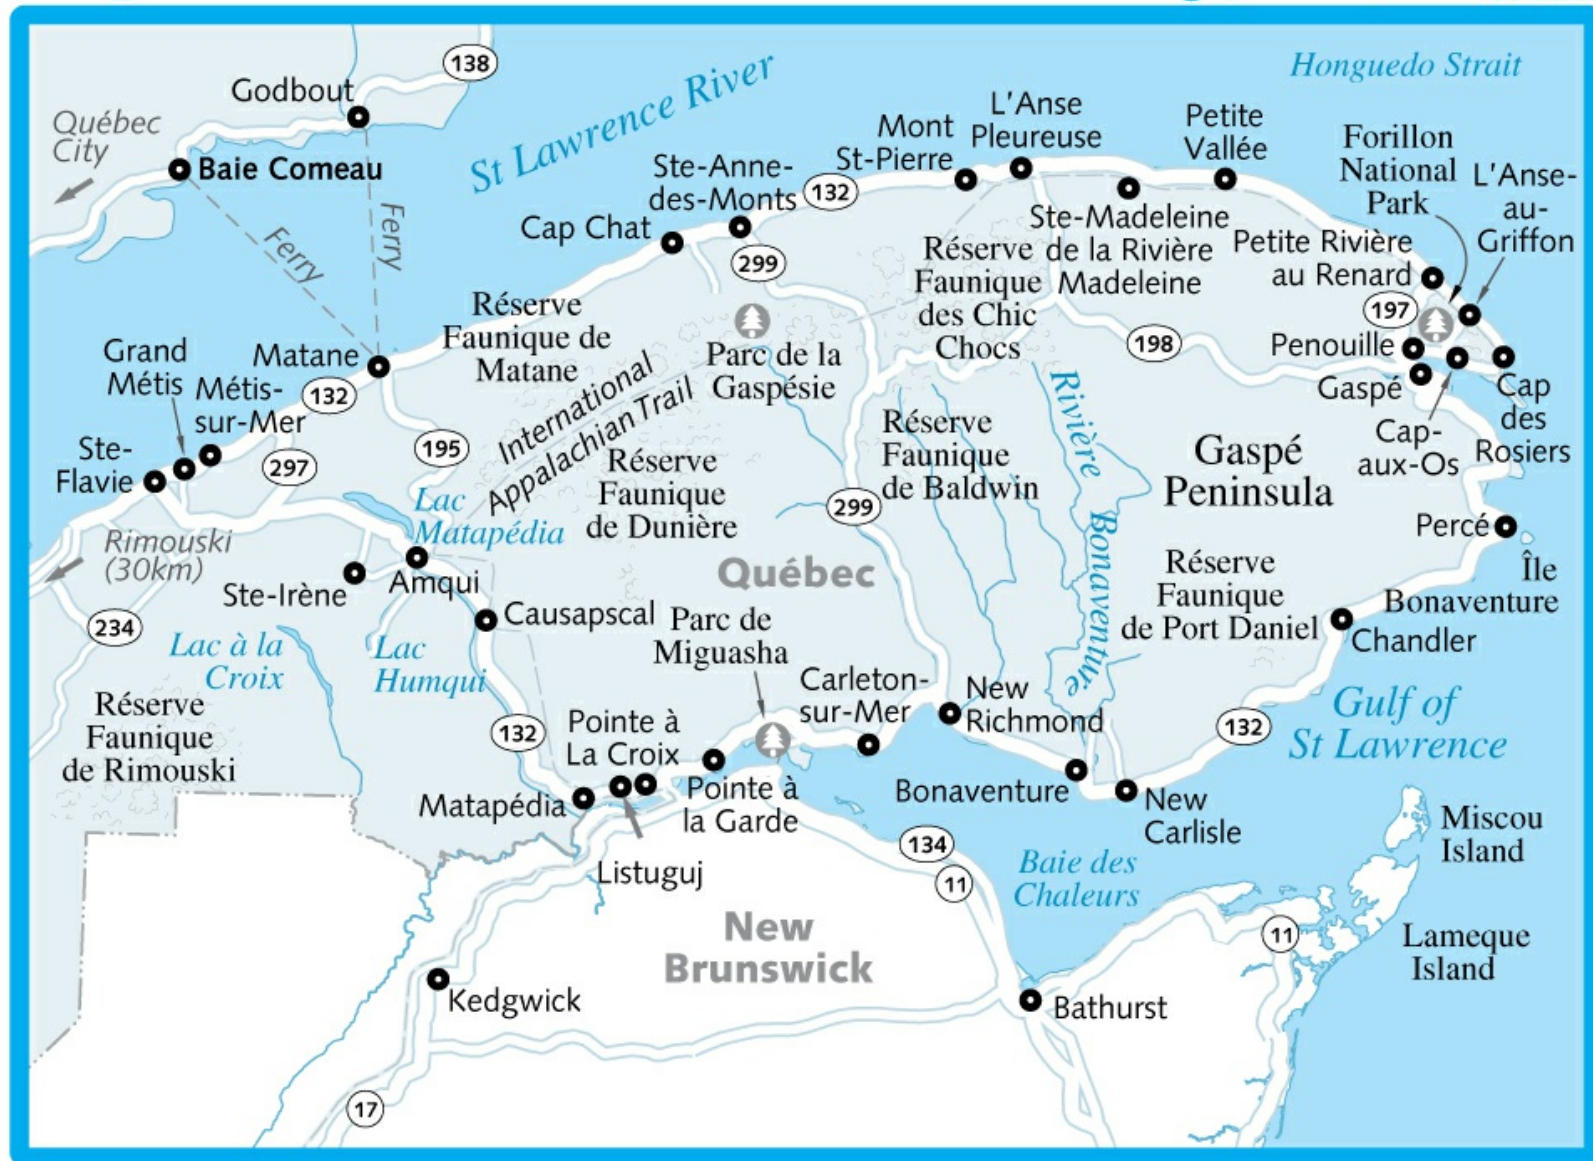 138
Honguedo Strait
Godbout
St Lawrence River
L'Anse
Pleureuse
Québec
City
Mont
St-Pierre
Petite
Vallée
Forillon
National
Park
L'Anse-
au-
Griffon
Baie Comeau
Ste-Anne-
des-Monts
132
Cap Chat
Ferry
Ferry
299
Ste-Madeleine
de la Rivière
Madeleine
Réserve
Faunique
des Chic
Chocs
Petite Rivière
au Renard
197
Réserve
Faunique de
Matane
Grand
Métis
Matane
Parc de la
Gaspésie
198
Penouille
Gaspé
Cap
des
Rosiers
Métis-
sur-Mer
132
International
Appalachian Trail
Rivière
Bonaventure
Cap-
aux-Os
Ste-
Flavie
297
195
Réserve
Faunique
de Baldwin
Gaspé
Peninsula
Réserve
Faunique
de Dunière
Lac
Matapédia
299
Percé
Rimouski
(30km)
Amqui
Ste-Irène
Québec
Réserve
Faunique
de Port Daniel
Île
Bonaventure
234
Causapscal
Parc de
Miguasha
Chandler
Lac à la
Croix
Lac
Humqui
Carleton-
sur-Mer
New
Richmond
Réserve
Faunique
de Rimouski
132
Pointe à
La Croix
132
Gulf of
St Lawrence
Matapédia
Pointe à
la Garde
Bonaventure
New
Carlisle
Miscou
Island
Listuguj
134
11
Baie des
Chaleurs
New
Brunswick
11
Lameque
Island
Kedgwick
Bathurst
17